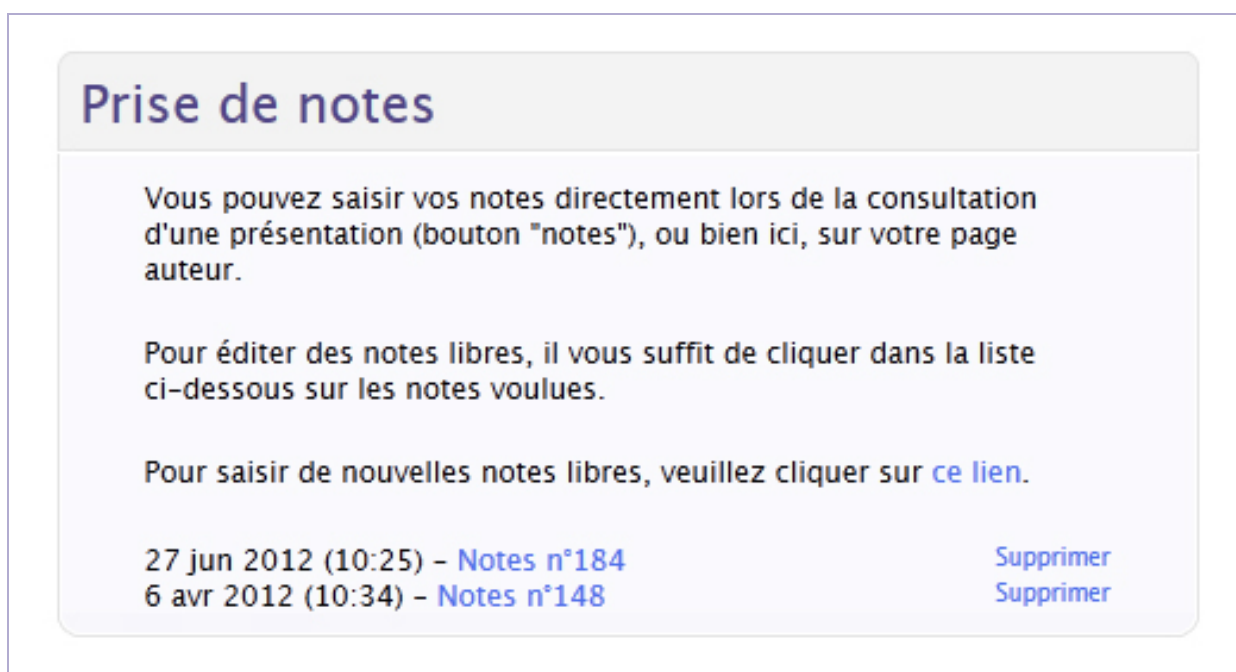 Prise de notes
Vous pouvez saisir vos notes directement lors de la consultation
d'une présentation (bouton "notes"), ou bien ici, sur votre page
auteur.
Pour éditer des notes libres, il vous suffit de cliquer dans la liste
ci-dessous sur les notes voulues.
Pour saisir de nouvelles notes libres, veuillez cliquer sur ce lien.
27 jun 2012 (10:25) - Notes n°184 Supprimer
6 avr 2012 (10:34) - Notes n°148 Supprimer